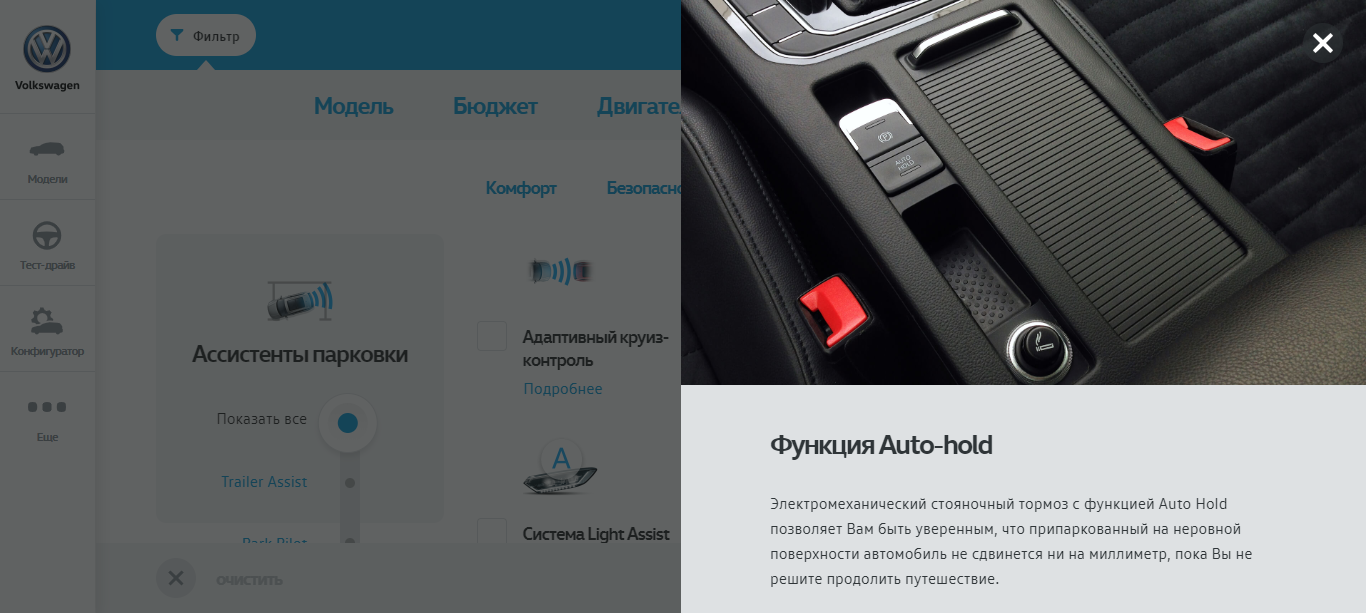 Volkswagen
Модели
Тест-драйв
Конфигуратор
Еще
Фильтр
Модель
Бюджет
Комфорт
Ассистенты парковки
Показать все
Trailer Assist
Park Pilot
Адаптивный круиз-
контроль
Подробнее
A
Система Light Assist
очистить
AUTO
HOLD
Функция Auto-hold
Электромеханический стояночный тормоз с функцией Auto Hold
позволяет Вам быть уверенным, что припаркованный на неровной
поверхности автомобиль не сдвинется ни на миллиметр, пока Вы не
решите продолжить путешествие.